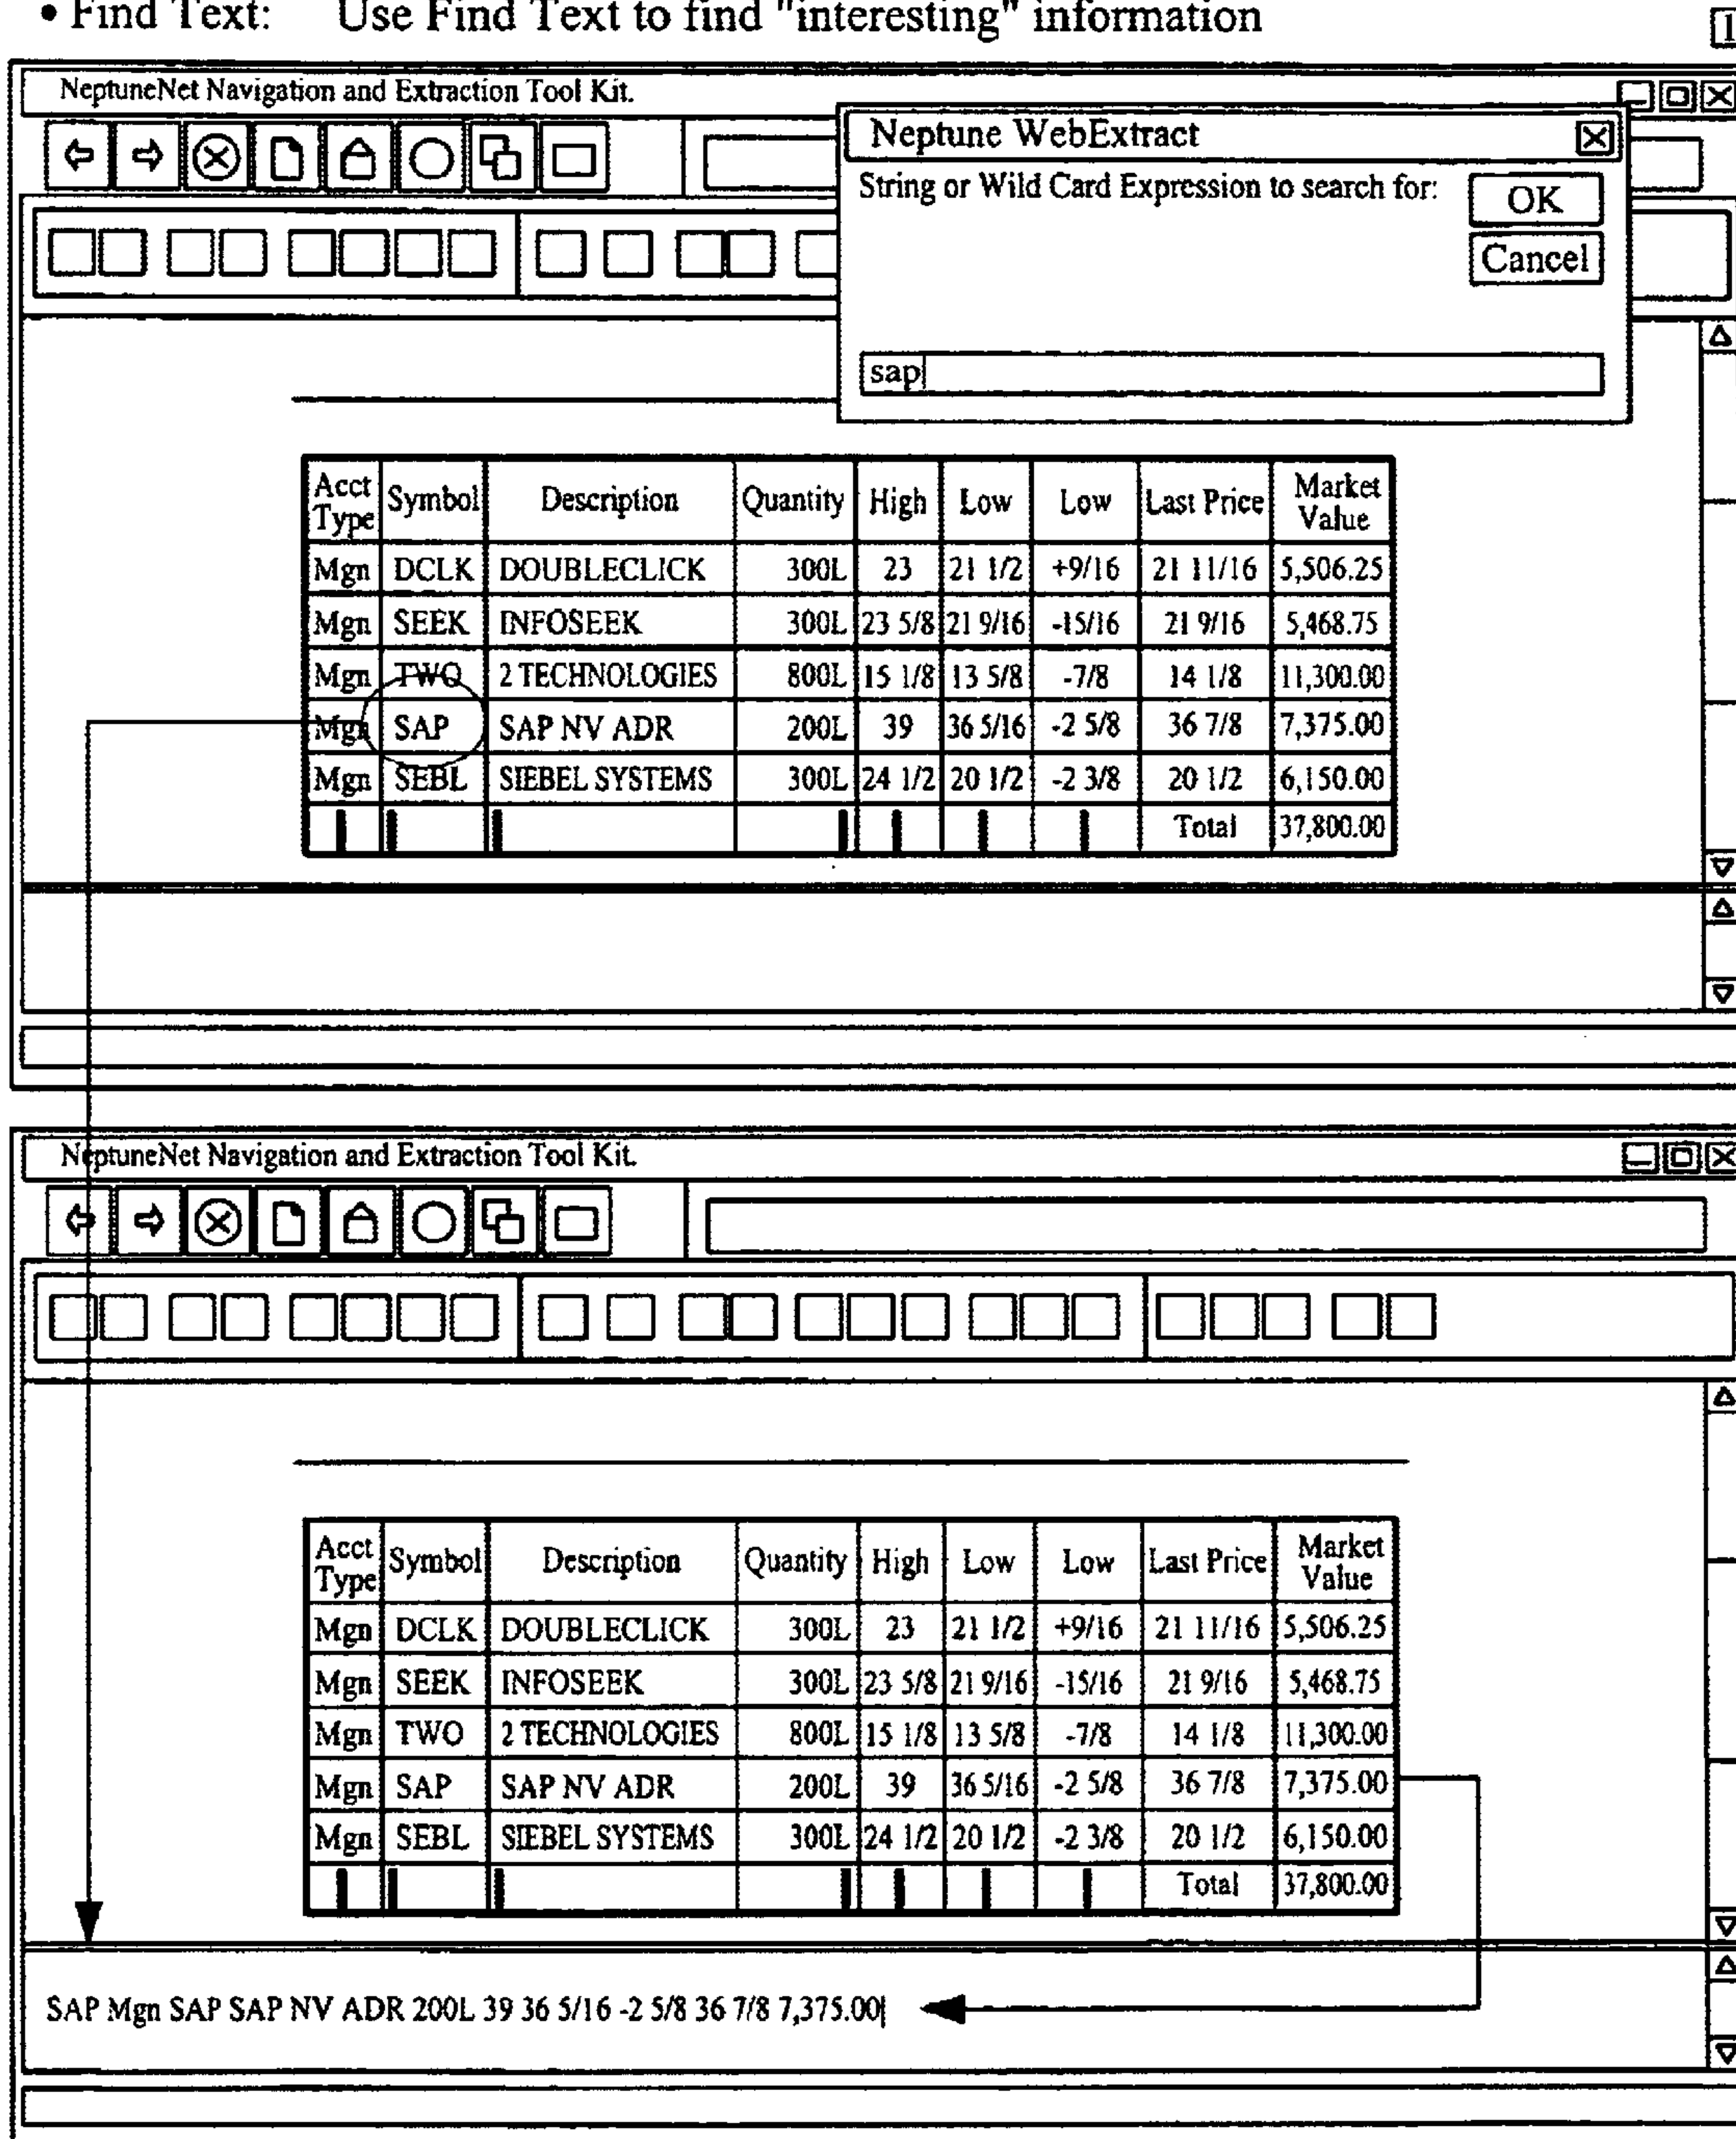 • Find Text: Use Find Text to find "interesting" information
1
NeptuneNet Navigation and Extraction Tool Kit.
Neptune WebExtract
String or Wild Card Expression to search for:
OK
Cancel
sap
Acct Type Symbol Description Quantity High Low Low Last Price Market Value
Mgn DCLK DOUBLECLICK 300L 23 21 1/2 +9/16 21 11/16 5,506.25
Mgn SEEK INFOSEEK 300L 23 5/8 21 9/16 -15/16 21 9/16 5,468.75
Mgn TWO 2 TECHNOLOGIES 800L 15 1/8 13 5/8 -7/8 14 1/8 11,300.00
Mgn SAP SAP NV ADR 200L 39 36 5/16 -2 5/8 36 7/8 7,375.00
Mgn SEBL SIEBEL SYSTEMS 300L 24 1/2 20 1/2 -2 3/8 20 1/2 6,150.00
Total 37,800.00
NeptuneNet Navigation and Extraction Tool Kit.
Acct Type Symbol Description Quantity High Low Low Last Price Market Value
Mgn DCLK DOUBLECLICK 300L 23 21 1/2 +9/16 21 11/16 5,506.25
Mgn SEEK INFOSEEK 300L 23 5/8 21 9/16 -15/16 21 9/16 5,468.75
Mgn TWO 2 TECHNOLOGIES 800L 15 1/8 13 5/8 -7/8 14 1/8 11,300.00
Mgn SAP SAP NV ADR 200L 39 36 5/16 -2 5/8 36 7/8 7,375.00
Mgn SEBL SIEBEL SYSTEMS 300L 24 1/2 20 1/2 -2 3/8 20 1/2 6,150.00
Total 37,800.00
SAP Mgn SAP SAP NV ADR 200L 39 36 5/16 -2 5/8 36 7/8 7,375.00